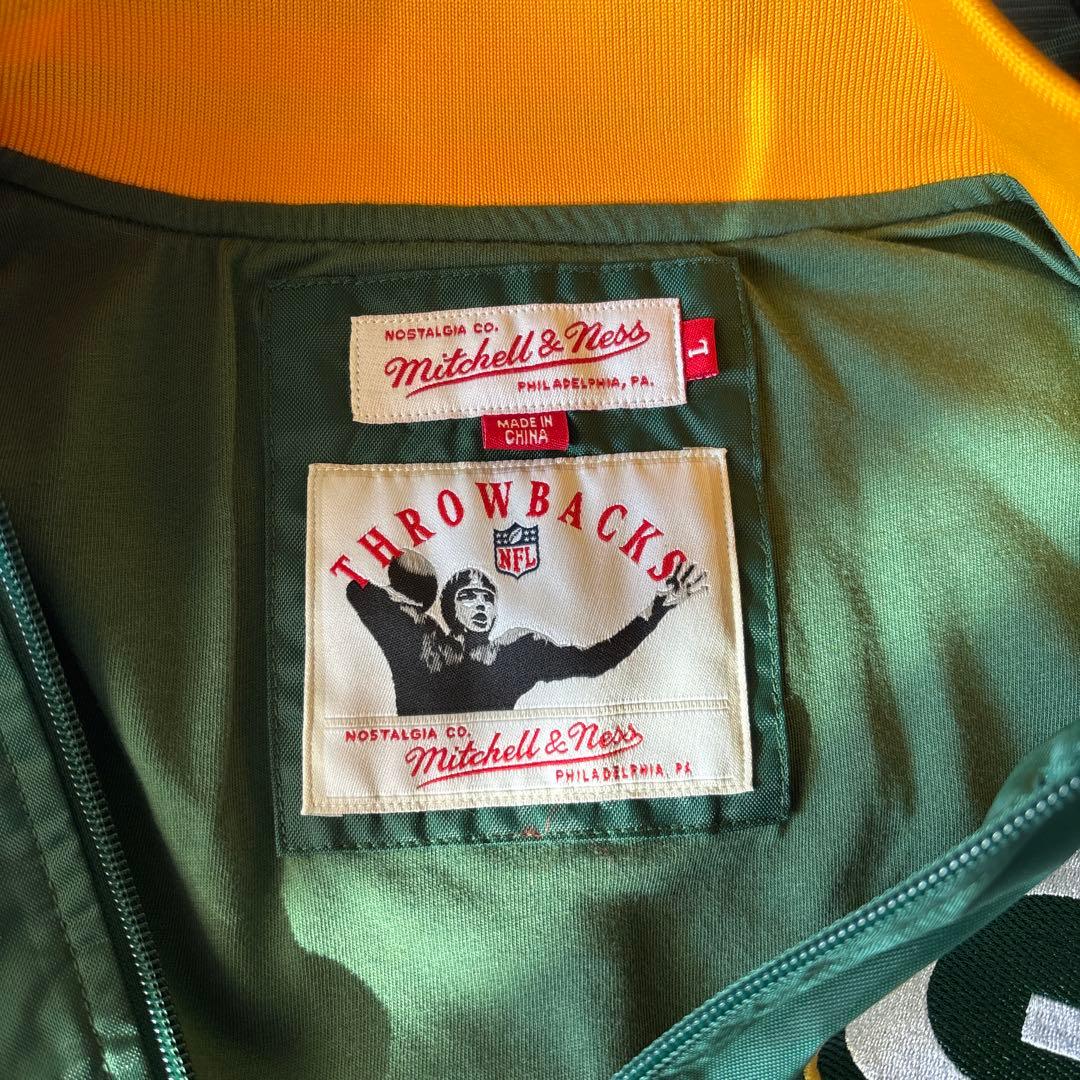 NOSTALGIA CO.
Mitchell & Ness
PHILADELPHIA, PA.
L
MADE IN
CHINA
THROWBACKS
NFL
NOSTALGIA CO.
Mitchell & Ness
PHILADELPHIA, PA